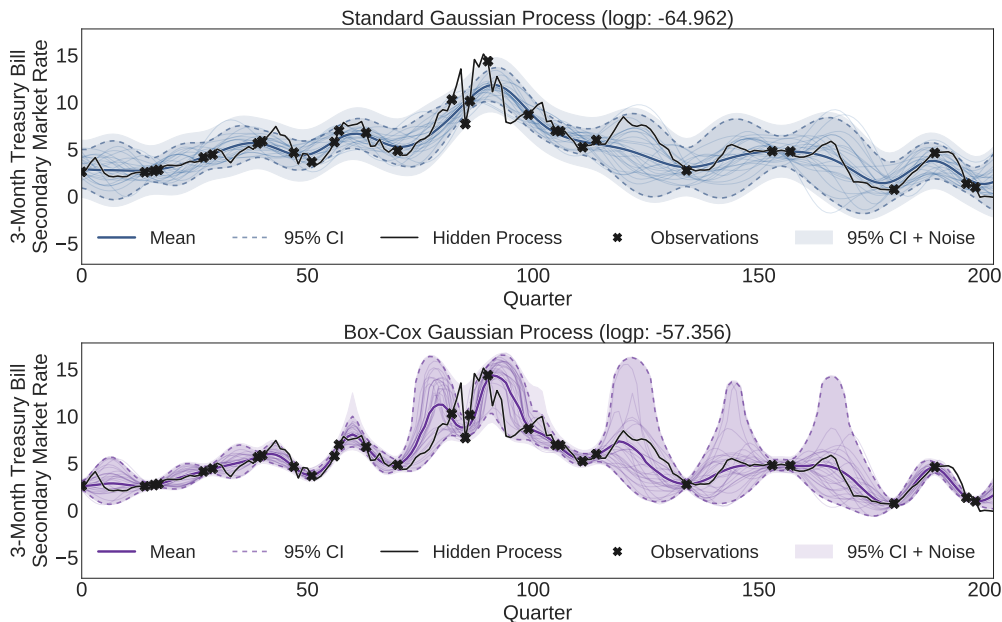 Standard Gaussian Process (logp: -64.962)
3-Month Treasury Bill
Secondary Market Rate
15
10
5
0
−5
Mean
95% CI
Hidden Process
Observations
95% CI + Noise
0
50
100
150
200
Quarter
Box-Cox Gaussian Process (logp: -57.356)
3-Month Treasury Bill
Secondary Market Rate
15
10
5
0
−5
Mean
95% CI
Hidden Process
Observations
95% CI + Noise
0
50
100
150
200
Quarter